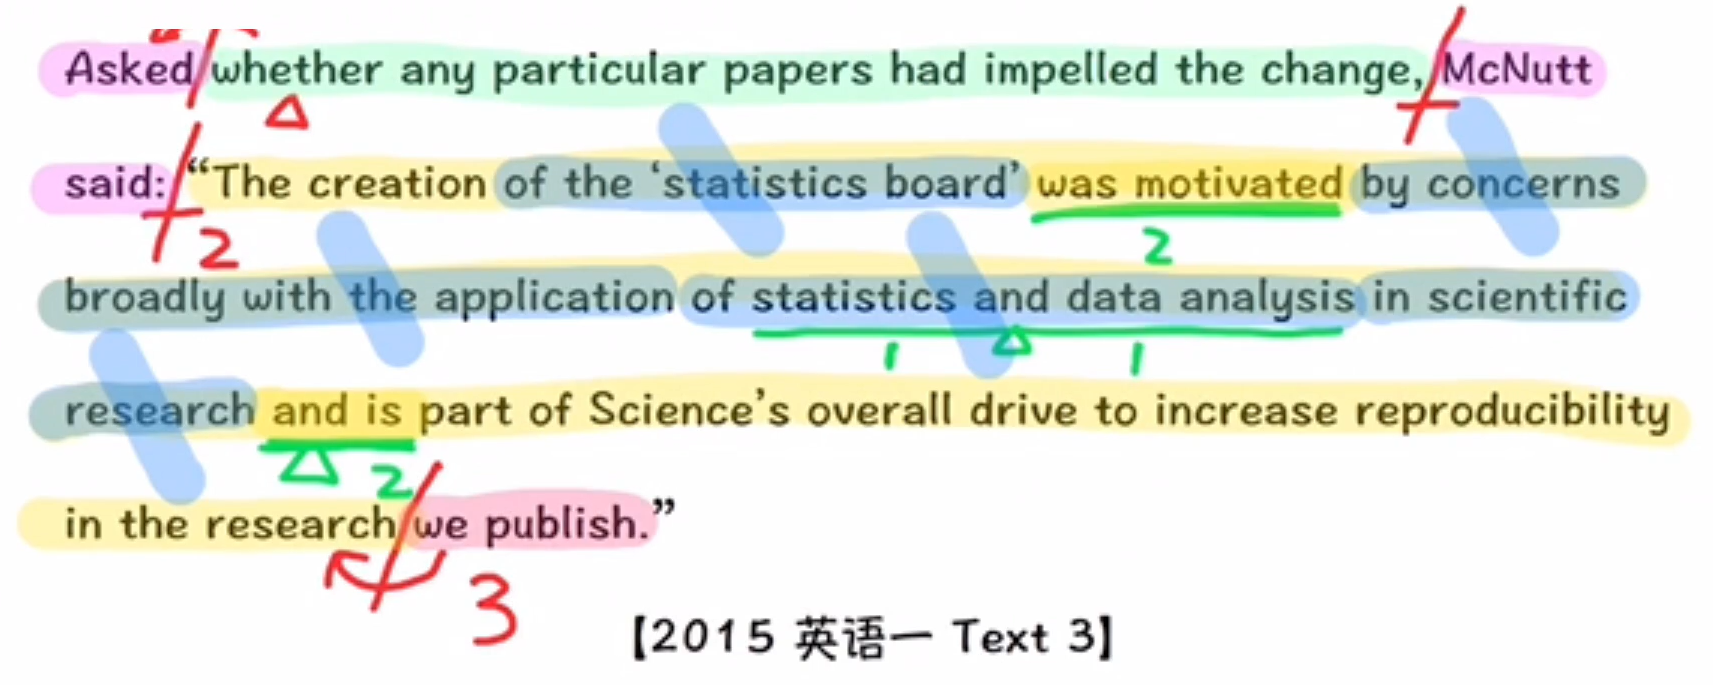 Asked whether any particular papers had impelled the change, McNutt
said: “The creation of the ‘statistics board’ was motivated by concerns
2
2
broadly with the application of statistics and data analysis in scientific
1
1
research and is part of Science’s overall drive to increase reproducibility
2
in the research we publish.”
3
【2015 英语一 Text 3】